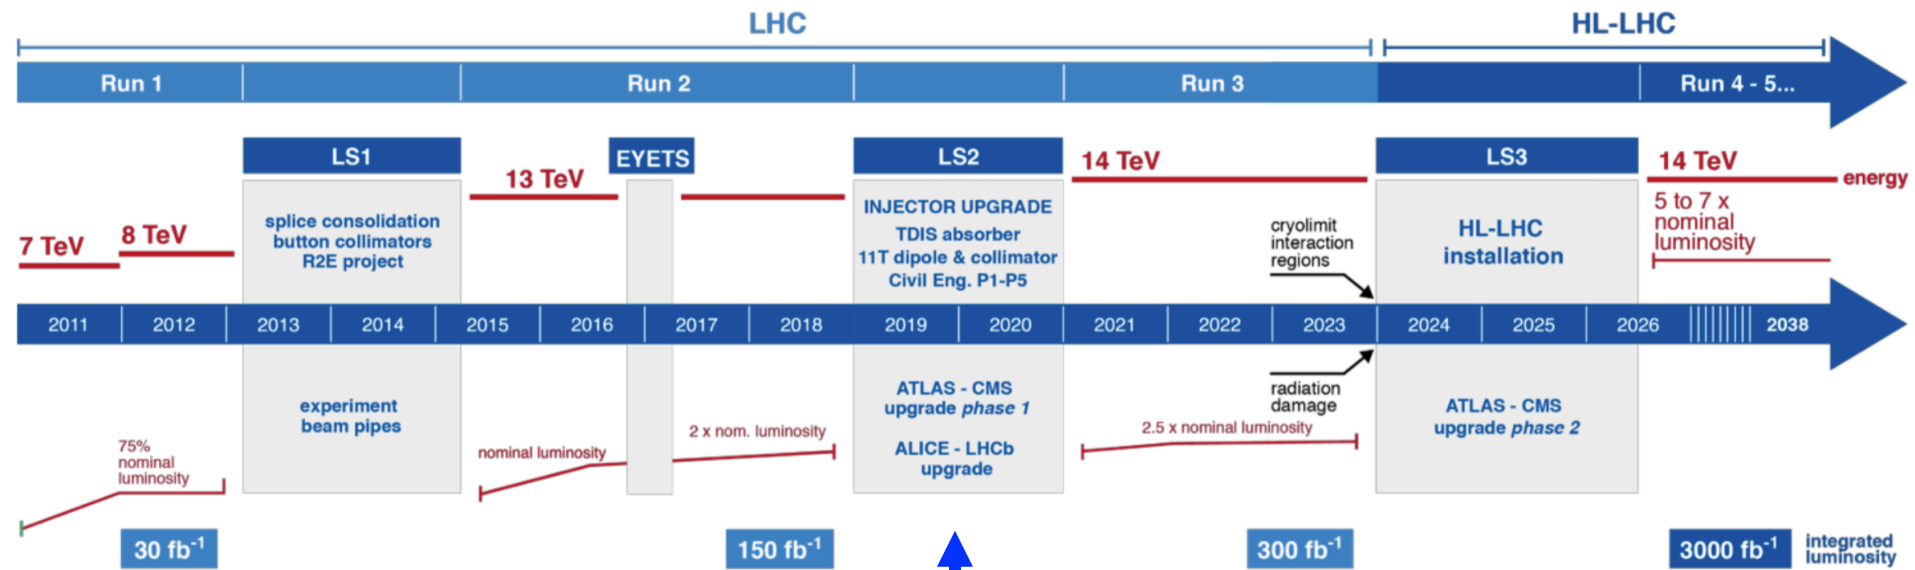 LHC
HL-LHC
Run 1
Run 2
Run 3
Run 4 - 5...
LS1
EYETS
LS2
LS3
7 TeV
8 TeV
13 TeV
14 TeV
14 TeV
energy
splice consolidation
button collimators
R2E project
INJECTOR UPGRADE
TDIS absorber
11T dipole & collimator
Civil Eng. P1-P5
cryolimit
interaction
regions
HL-LHC
installation
5 to 7 x
nominal
luminosity
2011
2012
2013
2014
2015
2016
2017
2018
2019
2020
2021
2022
2023
2024
2025
2026
2038
75%
nominal
luminosity
experiment
beam pipes
nominal luminosity
2 x nom. luminosity
ATLAS - CMS
upgrade phase 1
ALICE - LHCb
upgrade
2.5 x nominal luminosity
radiation
damage
ATLAS - CMS
upgrade phase 2
30 fb-1
150 fb-1
300 fb-1
3000 fb-1
integrated
luminosity